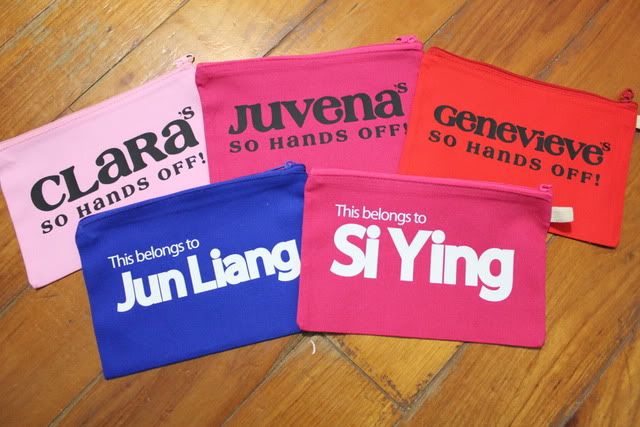 CLARA'S
SO HANDS OFF!
JUVENA'S
SO HANDS OFF!
GENEVIEVE'S
SO HANDS OFF!
This belongs to
Jun Liang
This belongs to
Si Ying